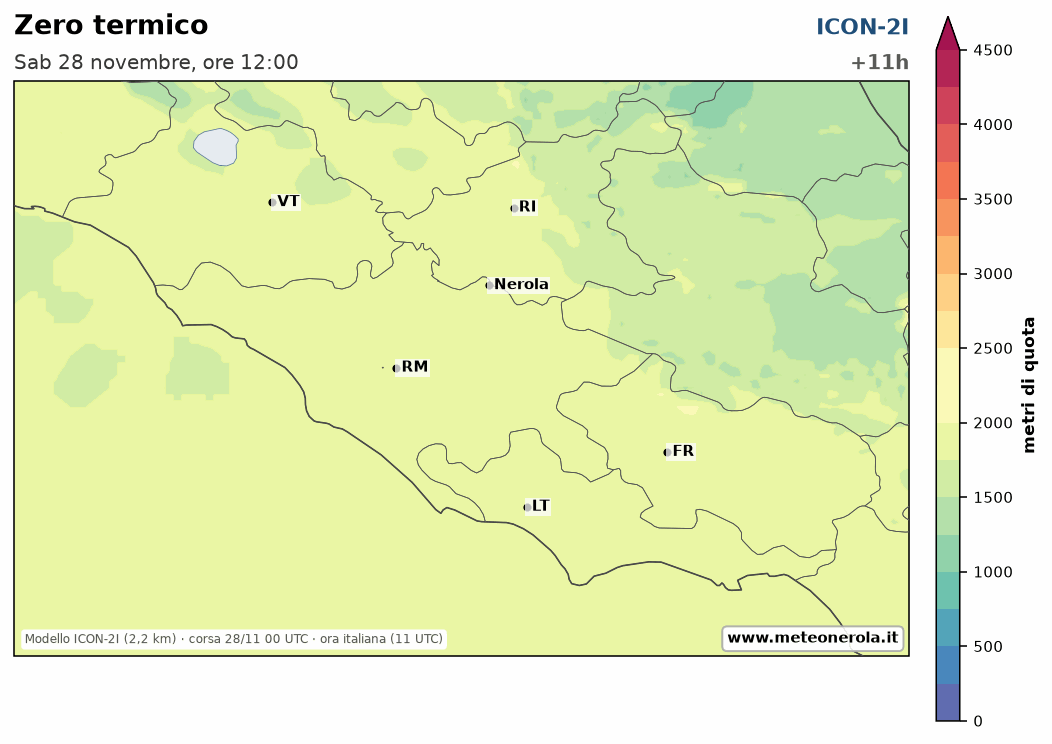 Zero termico
ICON-2I
Sab 28 novembre, ore 12:00
+11h
VT
RI
Nerola
RM
FR
LT
Modello ICON-2I (2,2 km) · corsa 28/11 00 UTC · ora italiana (11 UTC)
www.meteonerola.it
4500
4000
3500
3000
2500
2000
1500
1000
500
0
metri di quota